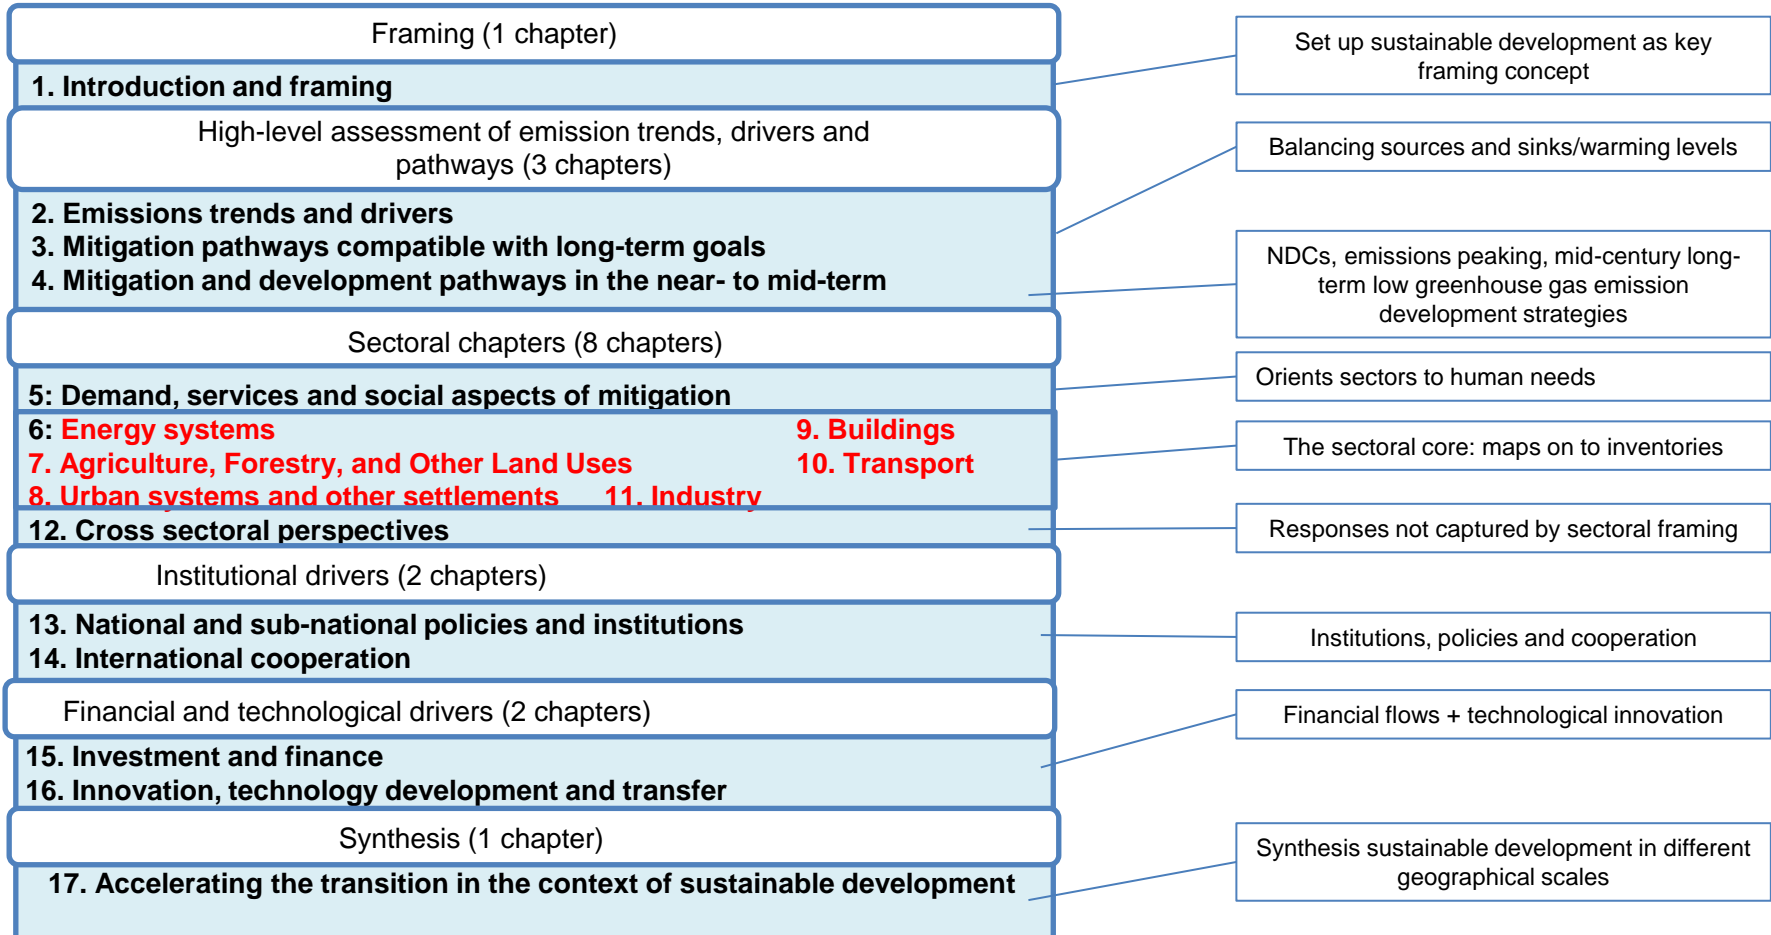 Framing (1 chapter)
1. Introduction and framing
High-level assessment of emission trends, drivers and
pathways (3 chapters)
2. Emissions trends and drivers
3. Mitigation pathways compatible with long-term goals
4. Mitigation and development pathways in the near- to mid-term
Sectoral chapters (8 chapters)
5: Demand, services and social aspects of mitigation
6: Energy systems 9. Buildings
7. Agriculture, Forestry, and Other Land Uses 10. Transport
8. Urban systems and other settlements 11. Industry
12. Cross sectoral perspectives
Institutional drivers (2 chapters)
13. National and sub-national policies and institutions
14. International cooperation
Financial and technological drivers (2 chapters)
15. Investment and finance
16. Innovation, technology development and transfer
Synthesis (1 chapter)
17. Accelerating the transition in the context of sustainable development
Set up sustainable development as key
framing concept
Balancing sources and sinks/warming levels
NDCs, emissions peaking, mid-century long-
term low greenhouse gas emission
development strategies
Orients sectors to human needs
The sectoral core: maps on to inventories
Responses not captured by sectoral framing
Institutions, policies and cooperation
Financial flows + technological innovation
Synthesis sustainable development in different
geographical scales